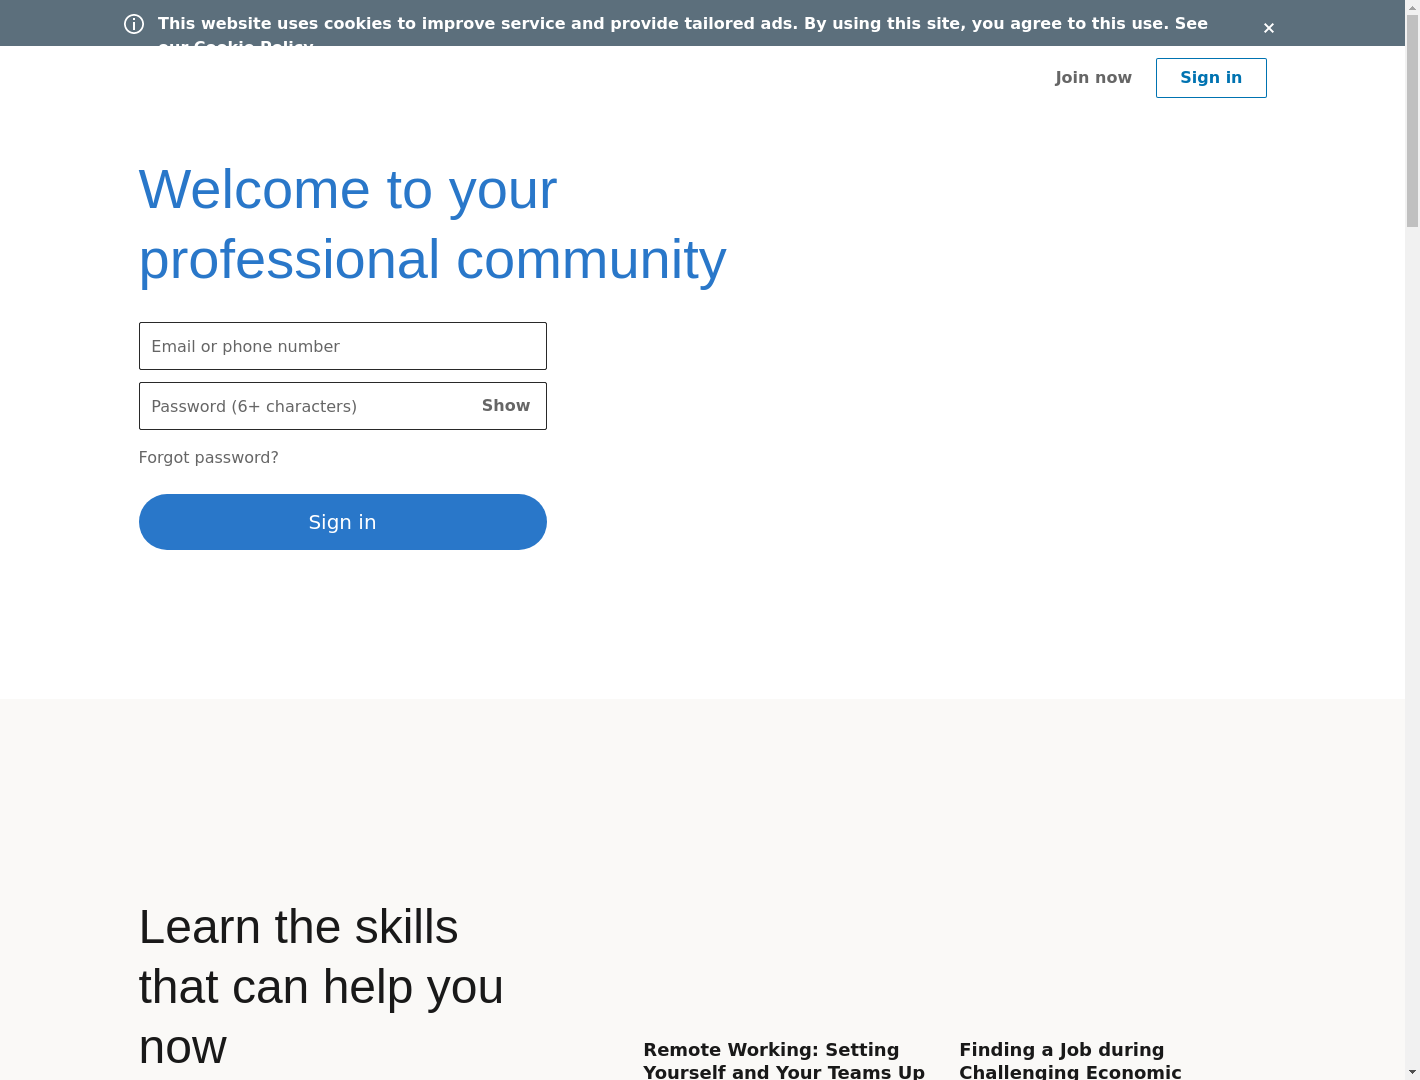 This website uses cookies to improve service and provide tailored ads. By using this site, you agree to this use. See
our Cookie Policy
×
Join now
Sign in
Welcome to your
professional community
Email or phone number
Password (6+ characters)
Show
Forgot password?
Sign in
Learn the skills
that can help you
now
Remote Working: Setting
Yourself and Your Teams Up
Finding a Job during
Challenging Economic